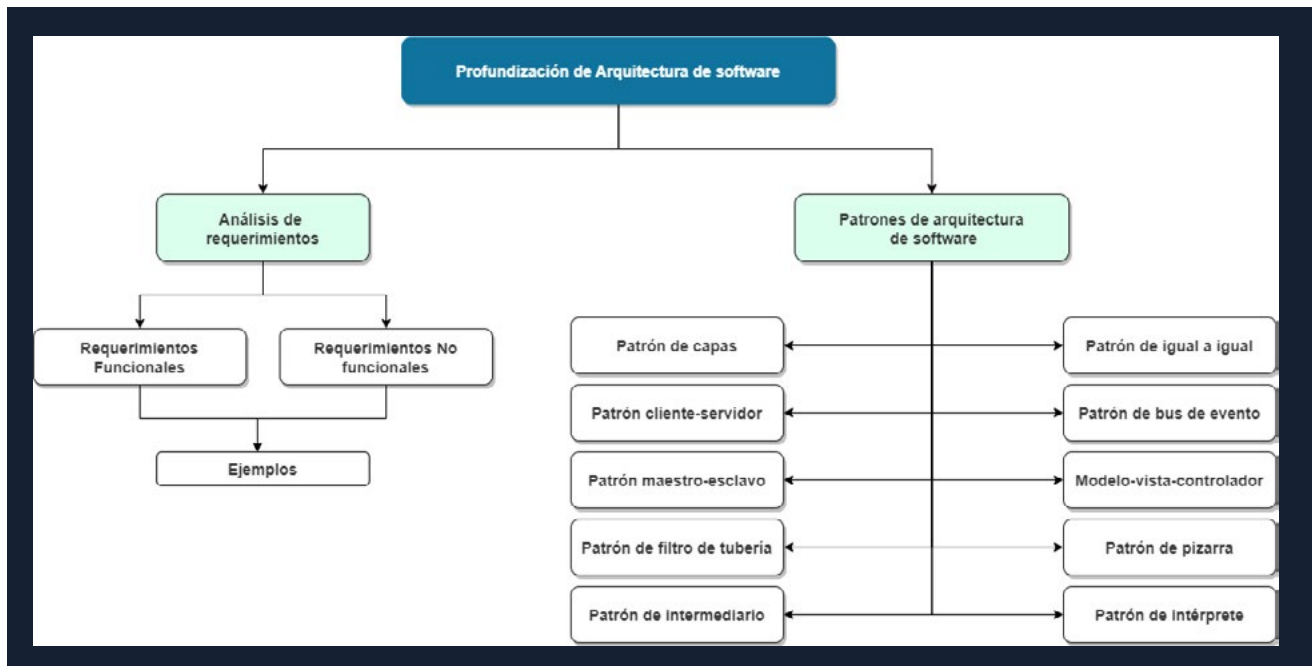 Profundización de Arquitectura de software
Análisis de
requerimientos
Patrones de arquitectura
de software
Requerimientos
Funcionales
Requerimientos No
funcionales
Ejemplos
Patrón de capas
Patrón de igual a igual
Patrón cliente-servidor
Patrón de bus de evento
Patrón maestro-esclavo
Modelo-vista-controlador
Patrón de filtro de tubería
Patrón de pizarra
Patrón de intermediario
Patrón de intérprete